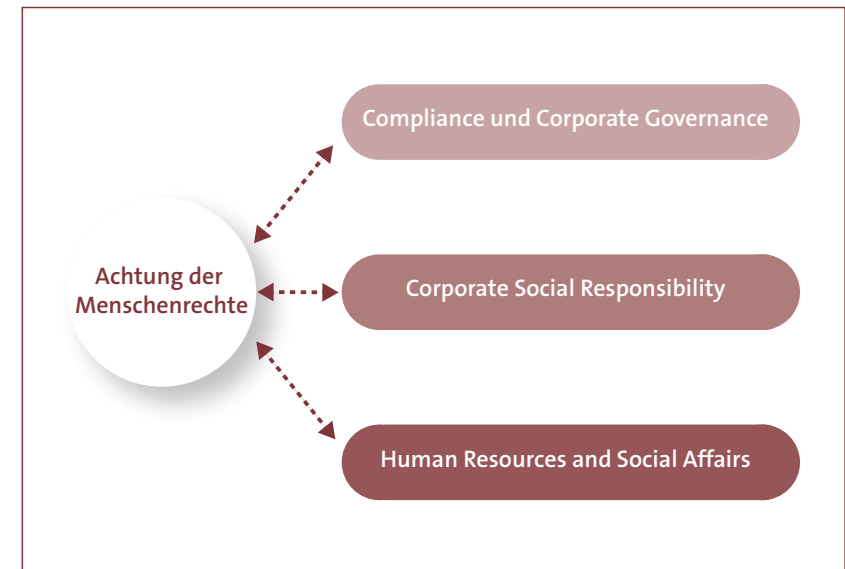 Compliance und Corporate Governance
Achtung der
Menschenrechte
Corporate Social Responsibility
Human Resources and Social Affairs